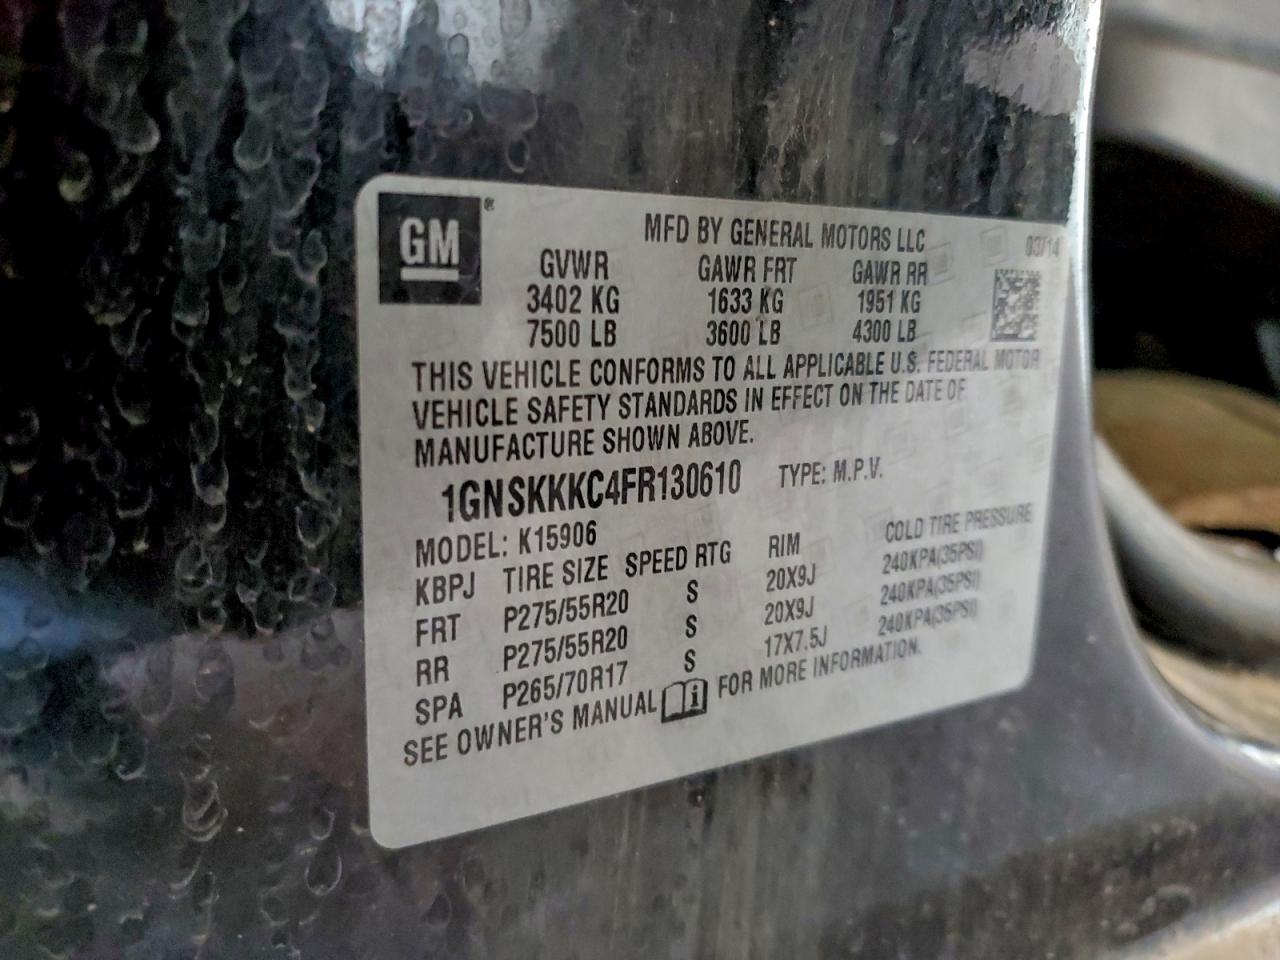 GM®
MFD BY GENERAL MOTORS LLC 03/14
GVWR GAWR FRT GAWR RR
3402 KG 1633 KG 1951 KG
7500 LB 3600 LB 4300 LB
THIS VEHICLE CONFORMS TO ALL APPLICABLE U.S. FEDERAL MOTOR
VEHICLE SAFETY STANDARDS IN EFFECT ON THE DATE OF
MANUFACTURE SHOWN ABOVE.
1GNSKKKC4FR130610 TYPE: M.P.V.
MODEL: K15906
KBPJ TIRE SIZE SPEED RTG RIM COLD TIRE PRESSURE
FRT P275/55R20 S 20X9J 240KPA(35PSI)
RR P275/55R20 S 20X9J 240KPA(35PSI)
SPA P265/70R17 S 17X7.5J 240KPA(35PSI)
SEE OWNER'S MANUAL FOR MORE INFORMATION.